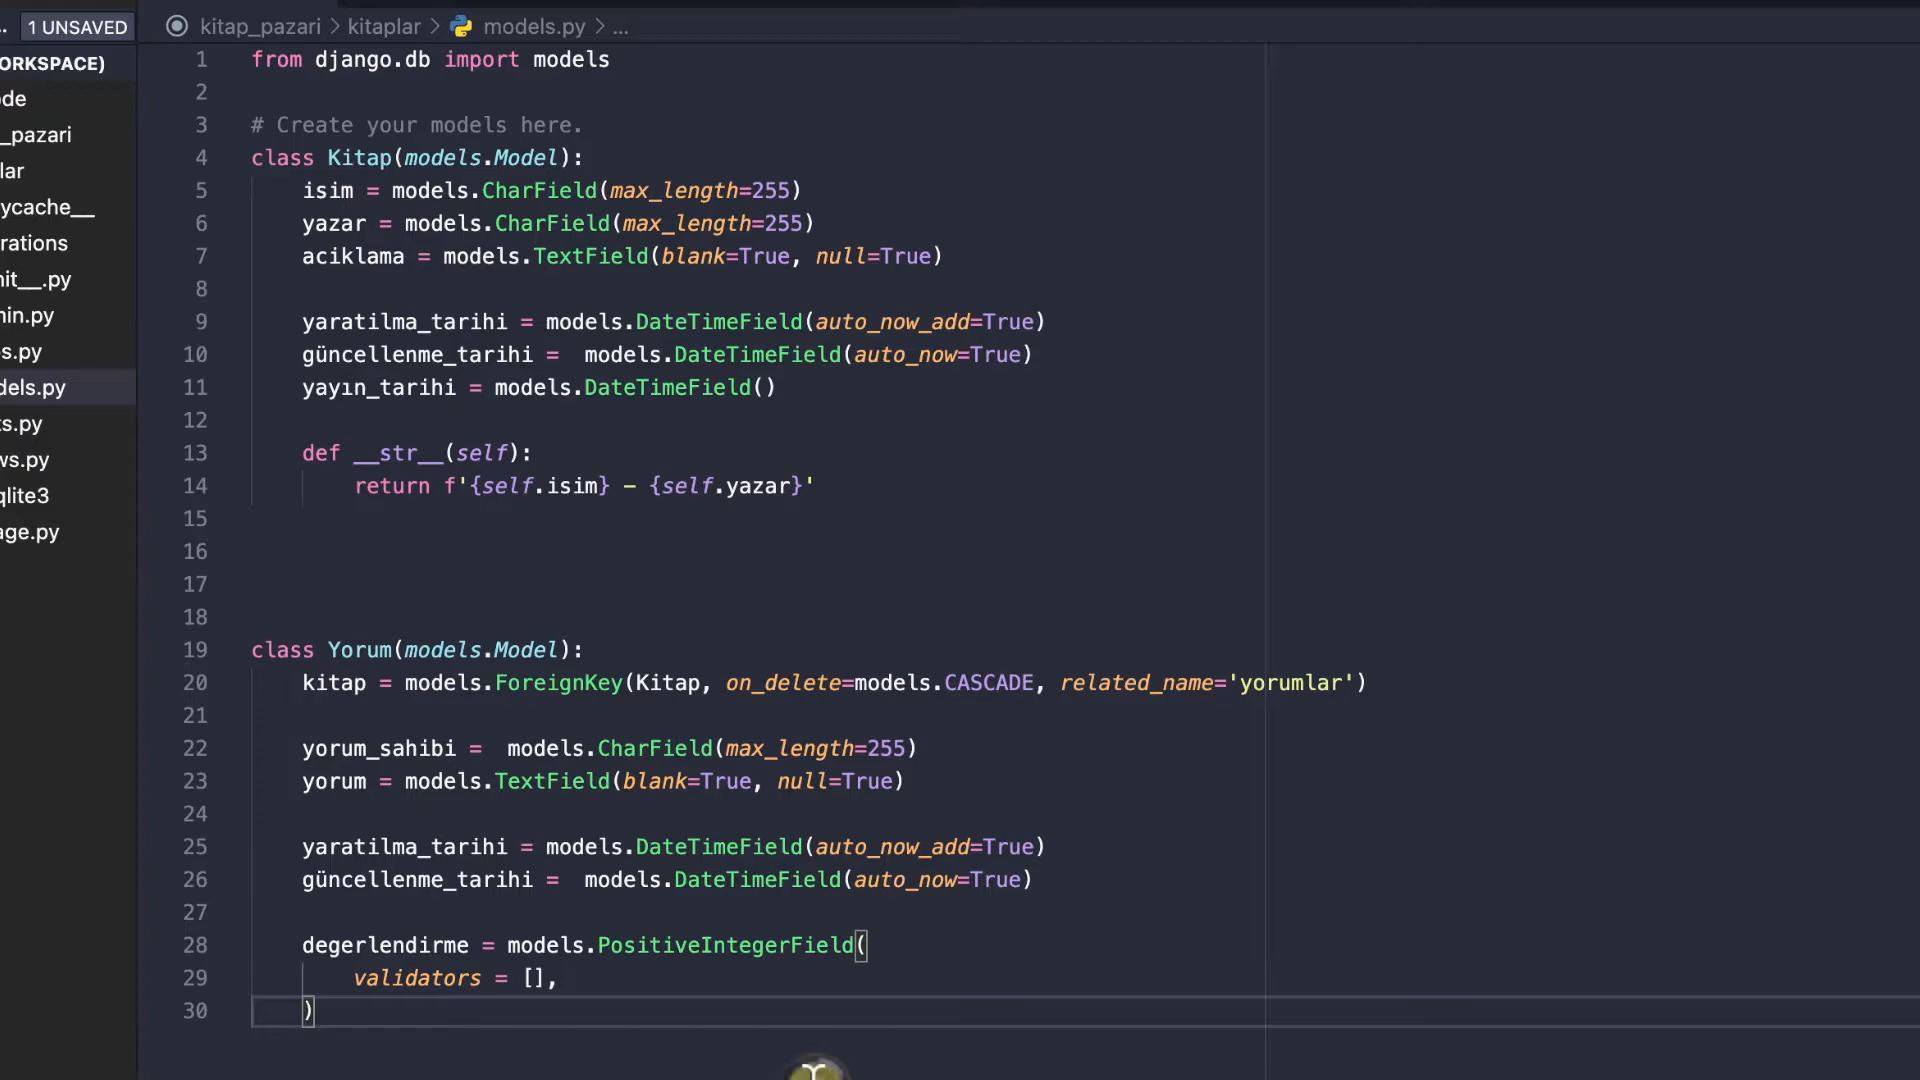 1 UNSAVED
kitap_pazari > kitaplar > models.py > ...
ORKSPACE)
ode
_pazari
lar
ycache__
rations
nit__.py
min.py
s.py
dels.py
ts.py
ws.py
qlite3
age.py
1 from django.db import models
2
3 # Create your models here.
4 class Kitap(models.Model):
5 isim = models.CharField(max_length=255)
6 yazar = models.CharField(max_length=255)
7 aciklama = models.TextField(blank=True, null=True)
8
9 yaratilma_tarihi = models.DateTimeField(auto_now_add=True)
10 güncellenme_tarihi =  models.DateTimeField(auto_now=True)
11 yayın_tarihi = models.DateTimeField()
12
13 def __str__(self):
14 return f'{self.isim} - {self.yazar}'
15
16
17
18
19 class Yorum(models.Model):
20 kitap = models.ForeignKey(Kitap, on_delete=models.CASCADE, related_name='yorumlar')
21
22 yorum_sahibi =  models.CharField(max_length=255)
23 yorum = models.TextField(blank=True, null=True)
24
25 yaratilma_tarihi = models.DateTimeField(auto_now_add=True)
26 güncellenme_tarihi =  models.DateTimeField(auto_now=True)
27
28 degerlendirme = models.PositiveIntegerField(
29 validators = [],
30 )